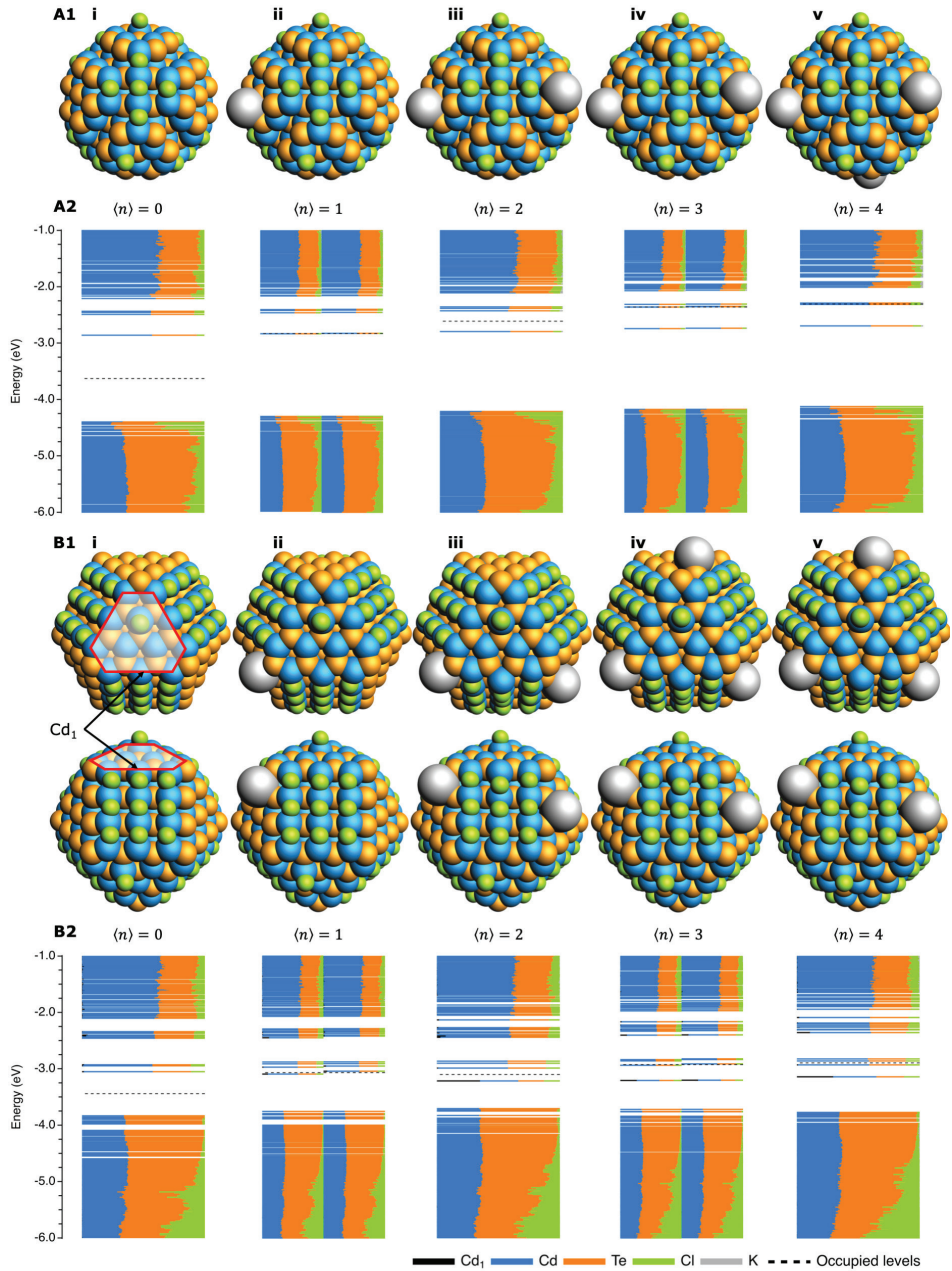 A1 i ii iii iv v
A2 ⟨n⟩ = 0 ⟨n⟩ = 1 ⟨n⟩ = 2 ⟨n⟩ = 3 ⟨n⟩ = 4
-1.0
-2.0
-3.0
-4.0
-5.0
-6.0
Energy (eV)
B1 i ii iii iv v
Cd₁
B2 ⟨n⟩ = 0 ⟨n⟩ = 1 ⟨n⟩ = 2 ⟨n⟩ = 3 ⟨n⟩ = 4
-1.0
-2.0
-3.0
-4.0
-5.0
-6.0
Energy (eV)
Cd₁ Cd Te Cl K Occupied levels